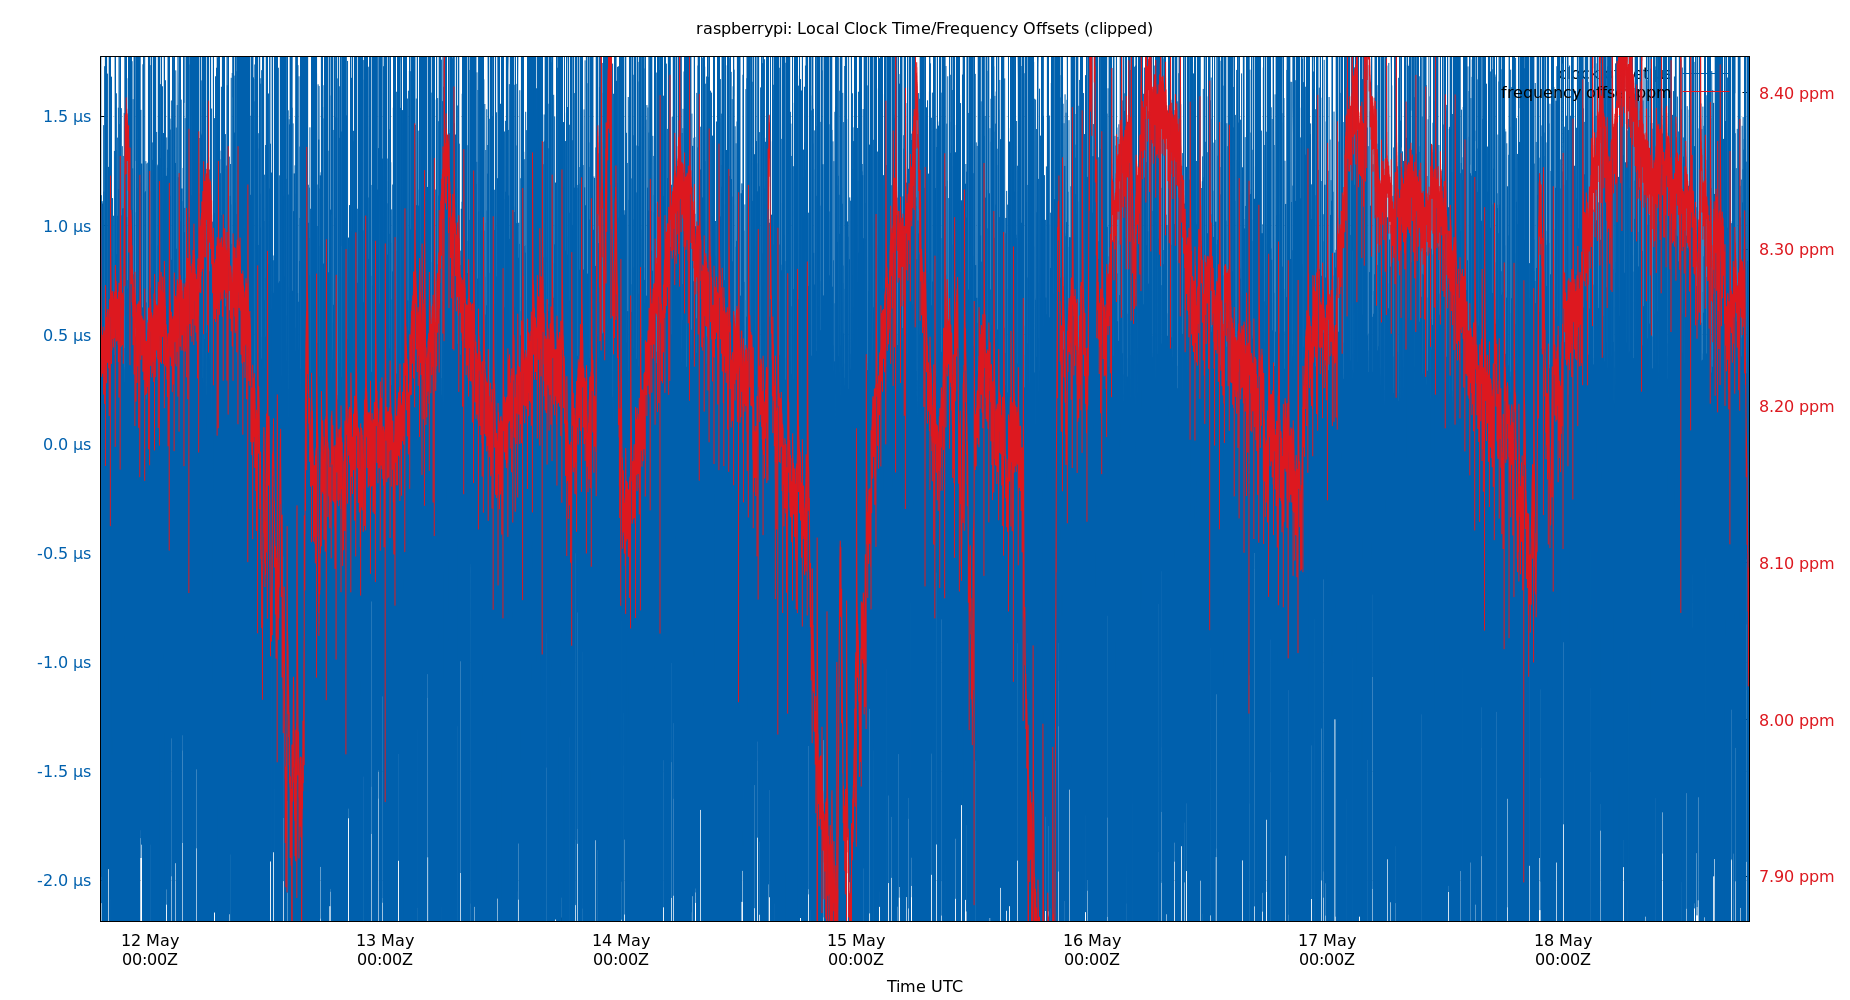 raspberrypi: Local Clock Time/Frequency Offsets (clipped)
frequency offset ppm
1.5 µs
1.0 µs
0.5 µs
0.0 µs
-0.5 µs
-1.0 µs
-1.5 µs
-2.0 µs
8.40 ppm
8.30 ppm
8.20 ppm
8.10 ppm
8.00 ppm
7.90 ppm
12 May 13 May 14 May 15 May 16 May 17 May 18 May
00:00Z 00:00Z 00:00Z 00:00Z 00:00Z 00:00Z 00:00Z
Time UTC